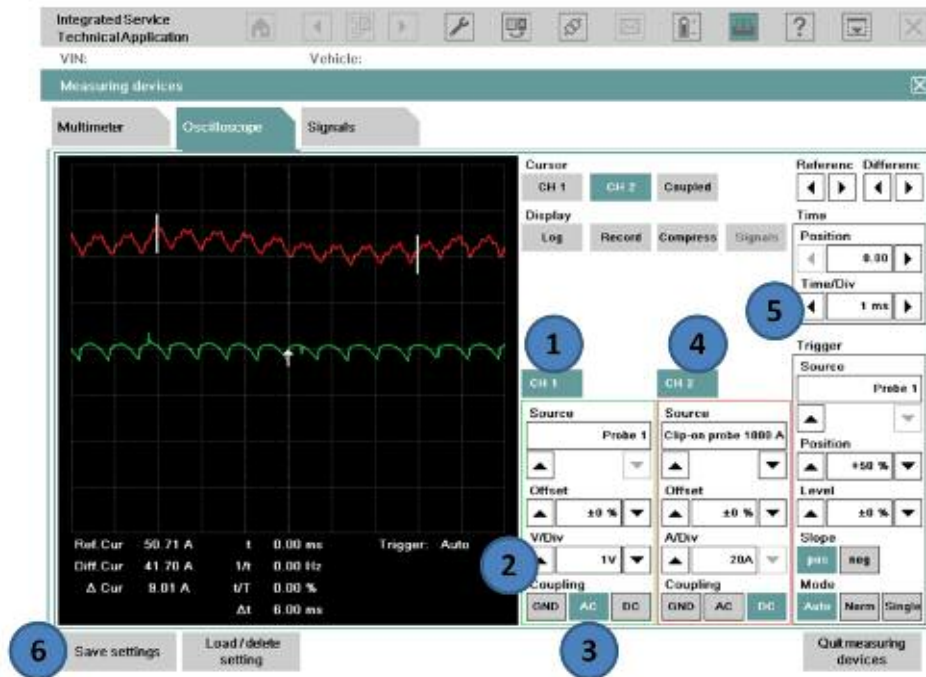 Integrated Service
Technical Application
?
VIN:
Vehicle:
Measuring devices
Multimeter
Oscilloscope
Signals
Cursor
CH 1
CH 2
Coupled
Display
Log
Record
Compress
Signals
Referenc Differenc
Time
Position
0.00
Time/Div
1 ms
5
1
4
CH 1
CH 2
Source
Probe 1
Offset
±0 %
V/Div
1V
2
Coupling
GND AC DC
3
Source
Clip-on probe 1000 A
Offset
±0 %
A/Div
20A
Coupling
GND AC DC
Trigger
Source
Probe 1
Position
+50 %
Level
±0 %
Slope
pos neg
Mode
Auto Norm Single
Ref.Cur 50.71 A t 0.00 ms Trigger: Auto
Diff.Cur 41.70 A 1/t 0.00 Hz
Δ Cur 9.01 A t/T 0.00 %
Δt 6.00 ms
6
Save settings
Load / delete
setting
Quit measuring
devices